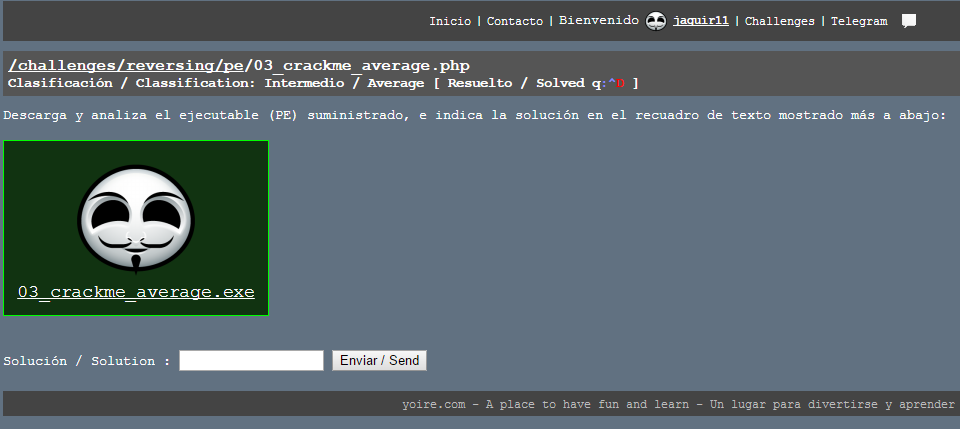 Inicio | Contacto | Bienvenido jaquir11 | Challenges | Telegram
/challenges/reversing/pe/03_crackme_average.php
Clasificación / Classification: Intermedio / Average [ Resuelto / Solved q:^D ]
Descarga y analiza el ejecutable (PE) suministrado, e indica la solución en el recuadro de texto mostrado más a abajo:
03_crackme_average.exe
Solución / Solution : Enviar / Send
yoire.com - A place to have fun and learn - Un lugar para divertirse y aprender